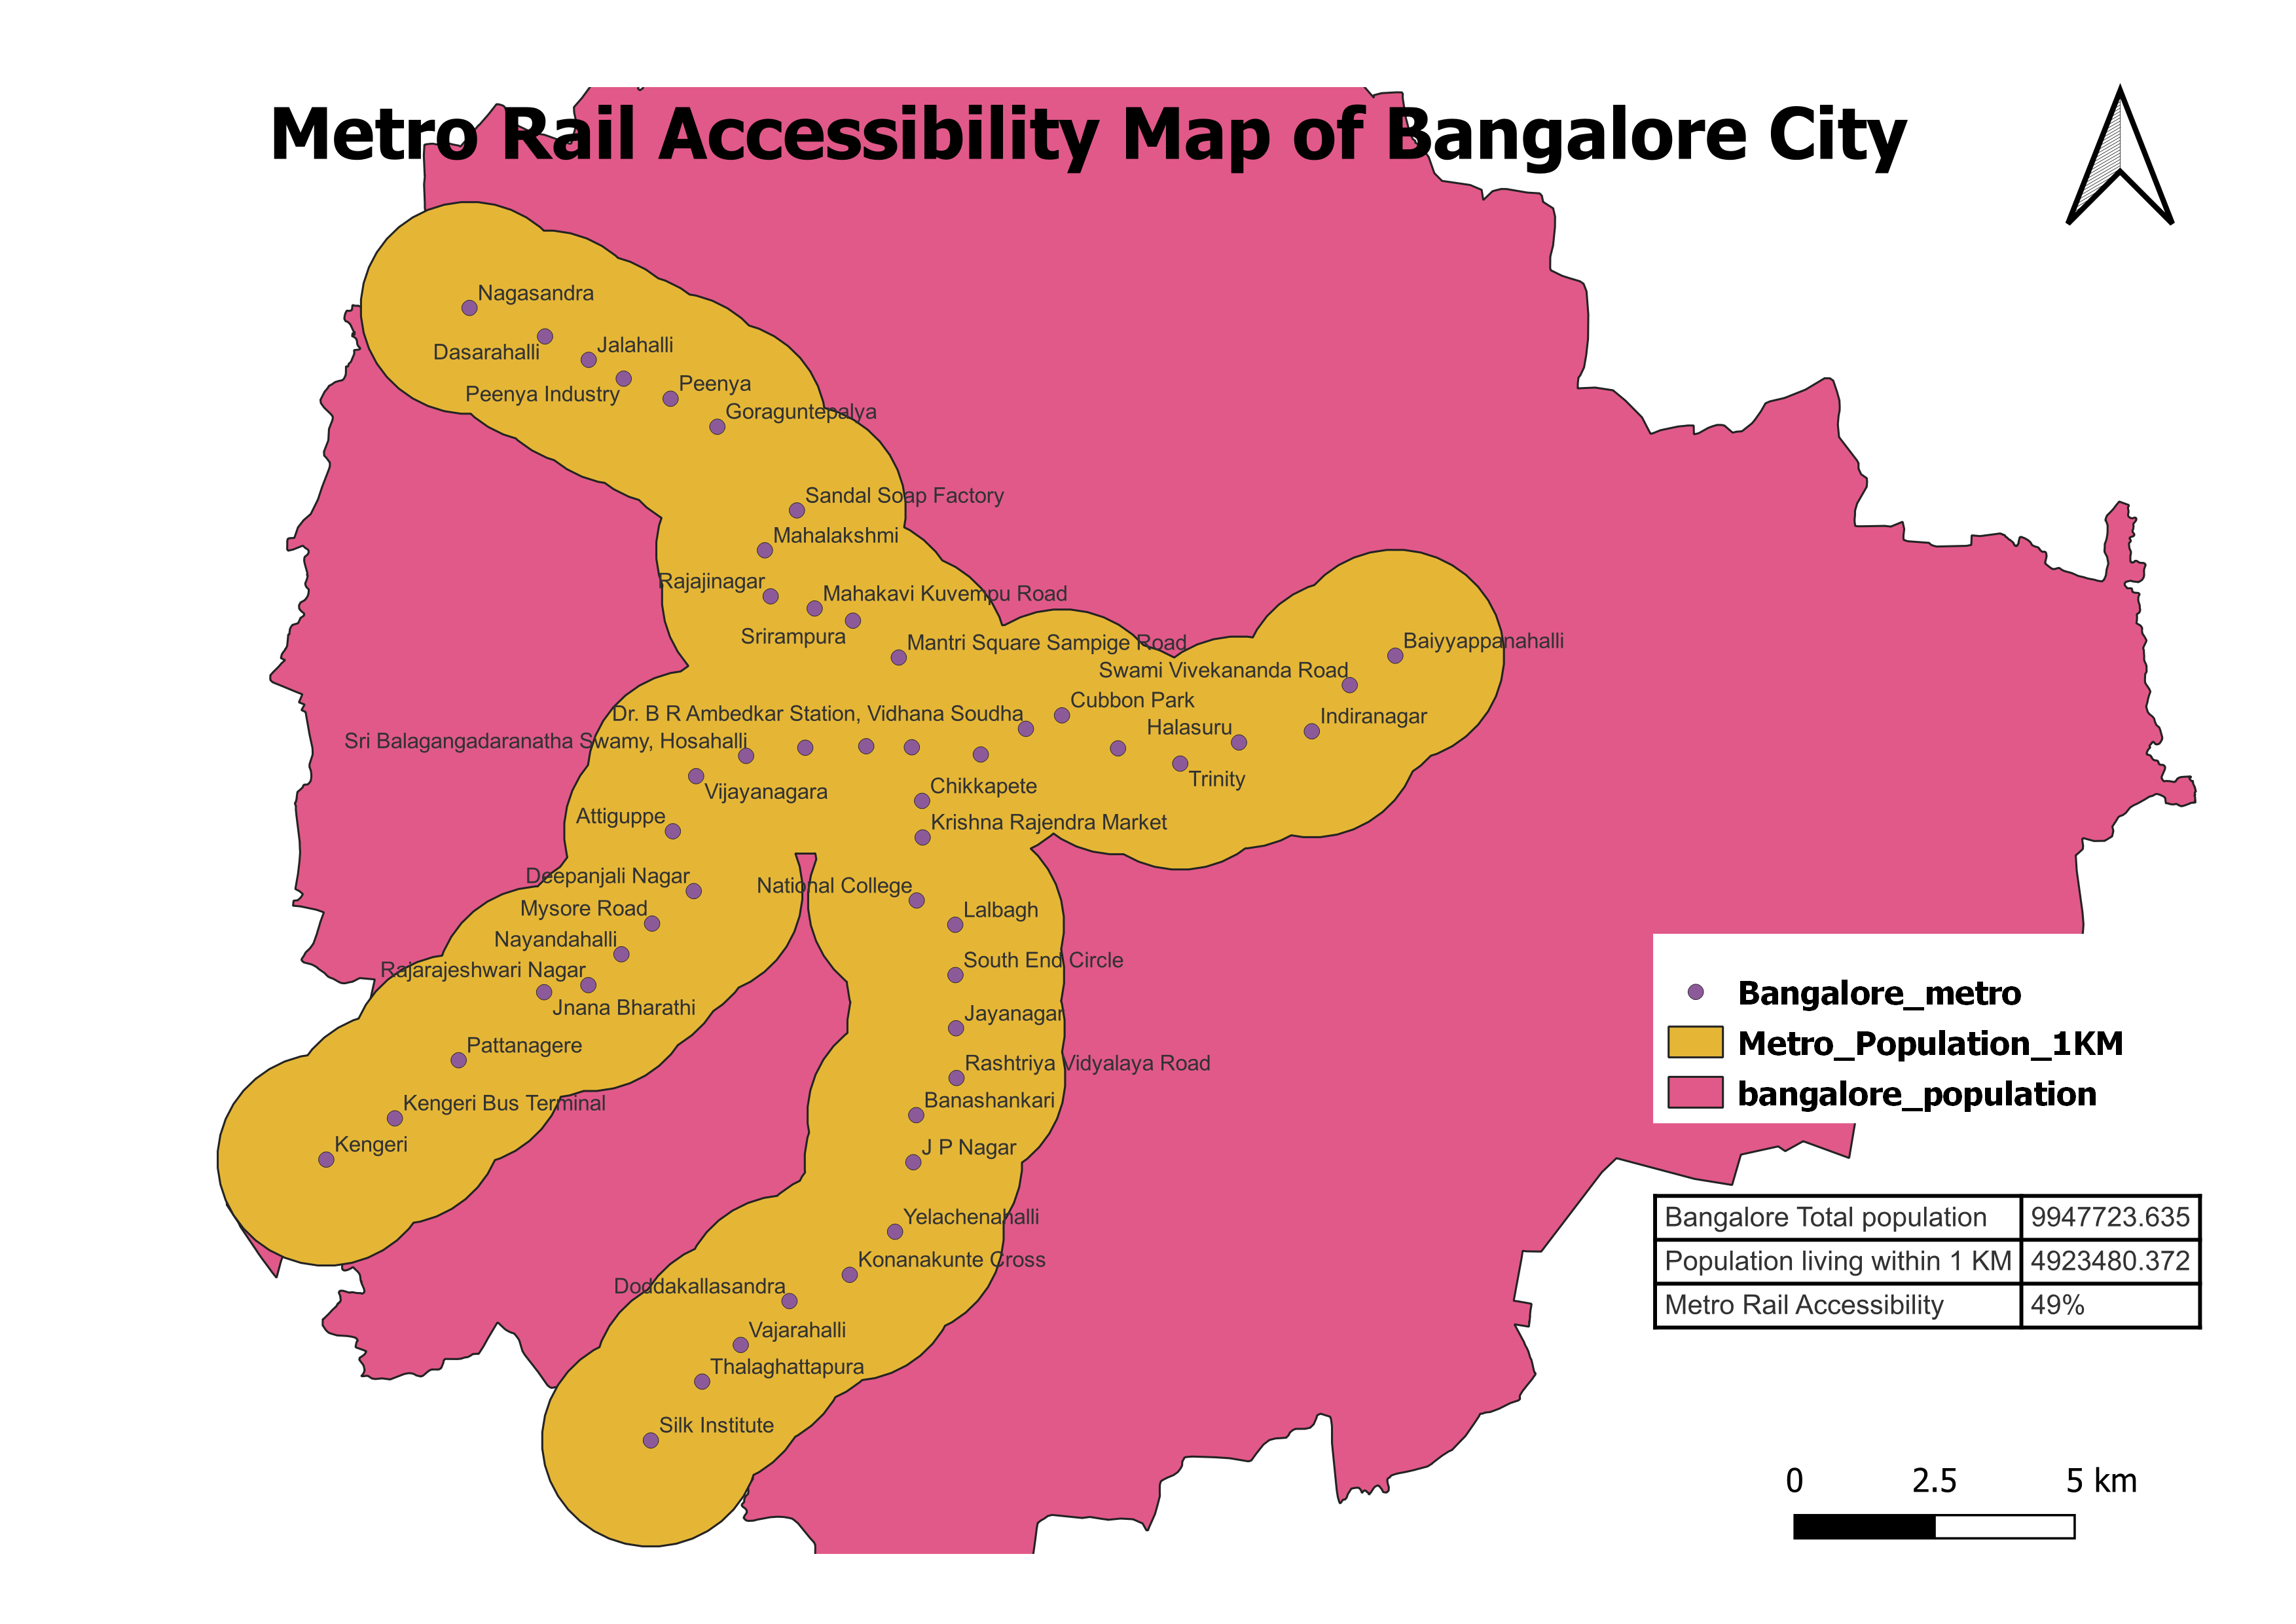 Metro Rail Accessibility Map of Bangalore City
Nagasandra
Dasarahalli
Jalahalli
Peenya Industry
Peenya
Goraguntepalya
Sandal Soap Factory
Mahalakshmi
Rajajinagar
Mahakavi Kuvempu Road
Srirampura
Mantri Square Sampige Road
Baiyyappanahalli
Swami Vivekananda Road
Cubbon Park
Dr. B R Ambedkar Station, Vidhana Soudha
Indiranagar
Halasuru
Sri Balagangadaranatha Swamy, Hosahalli
Trinity
Vijayanagara
Chikkapete
Attiguppe
Krishna Rajendra Market
Deepanjali Nagar
National College
Mysore Road
Lalbagh
Nayandahalli
Rajarajeshwari Nagar
South End Circle
Jnana Bharathi
Jayanagar
Pattanagere
Rashtriya Vidyalaya Road
Kengeri Bus Terminal
Banashankari
Kengeri
J P Nagar
Yelachenahalli
Konanakunte Cross
Doddakallasandra
Vajarahalli
Thalaghattapura
Silk Institute
Bangalore_metro
Metro_Population_1KM
bangalore_population
Bangalore Total population 9947723.635
Population living within 1 KM 4923480.372
Metro Rail Accessibility 49%
0 2.5 5 km